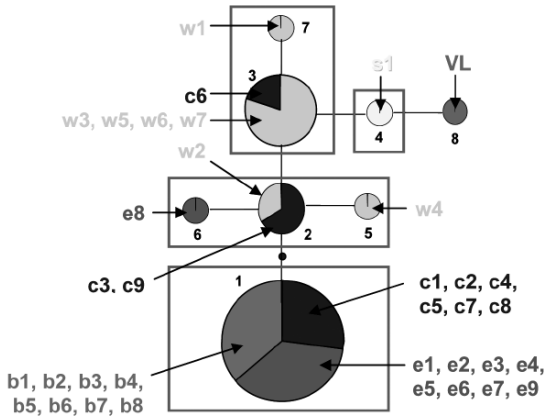 w1
7
3
c6
w3, w5, w6, w7
s1
VL
4
8
w2
e8
6
2
5
w4
c3, c9
1
c1, c2, c4,
c5, c7, c8
b1, b2, b3, b4,
b5, b6, b7, b8
e1, e2, e3, e4,
e5, e6, e7, e9